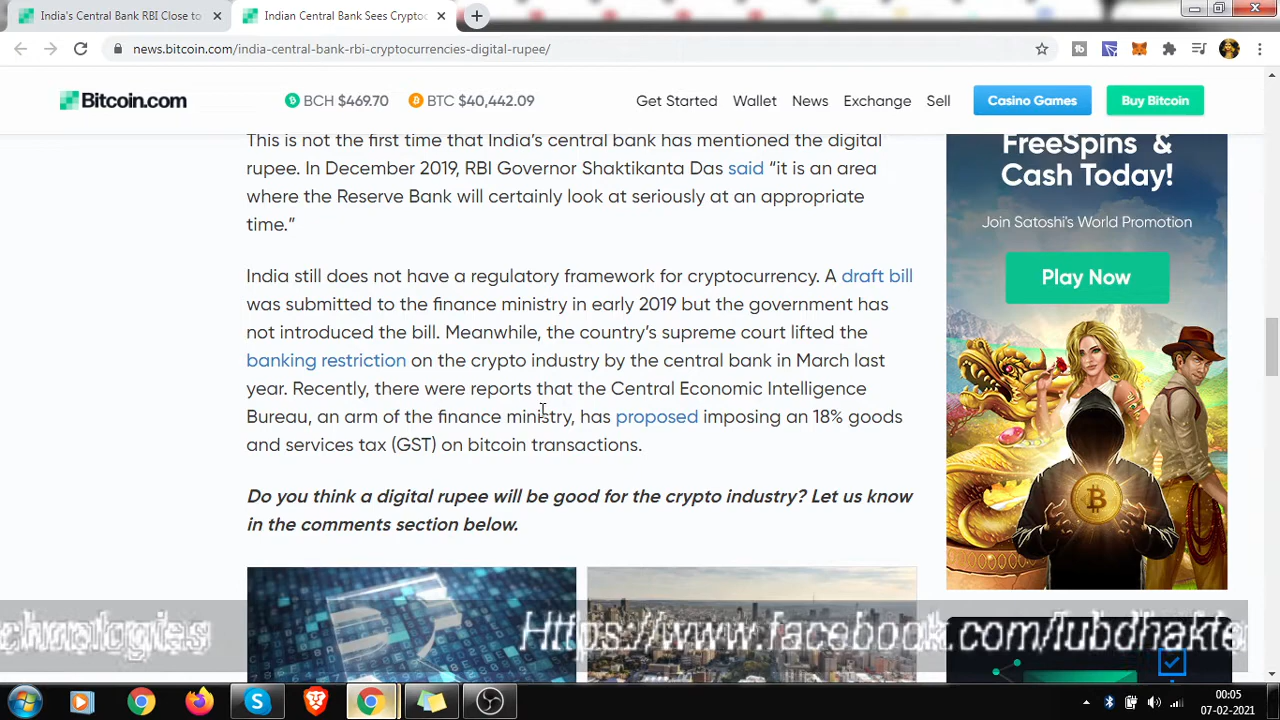 India's Central Bank RBI Close to
Indian Central Bank Sees Cryptoc
news.bitcoin.com/india-central-bank-rbi-cryptocurrencies-digital-rupee/
Bitcoin.com
BCH $469.70
BTC $40,442.09
Get Started
Wallet
News
Exchange
Sell
Casino Games
Buy Bitcoin
This is not the first time that India's central bank has mentioned the digital
rupee. In December 2019, RBI Governor Shaktikanta Das said “it is an area
where the Reserve Bank will certainly look at seriously at an appropriate
time.”
India still does not have a regulatory framework for cryptocurrency. A draft bill
was submitted to the finance ministry in early 2019 but the government has
not introduced the bill. Meanwhile, the country's supreme court lifted the
banking restriction on the crypto industry by the central bank in March last
year. Recently, there were reports that the Central Economic Intelligence
Bureau, an arm of the finance ministry, has proposed imposing an 18% goods
and services tax (GST) on bitcoin transactions.
Do you think a digital rupee will be good for the crypto industry? Let us know
in the comments section below.
FreeSpins &
Cash Today!
Join Satoshi's World Promotion
Play Now
chnologies
Https://www.facebook.com/lubdhakte
00:05
07-02-2021